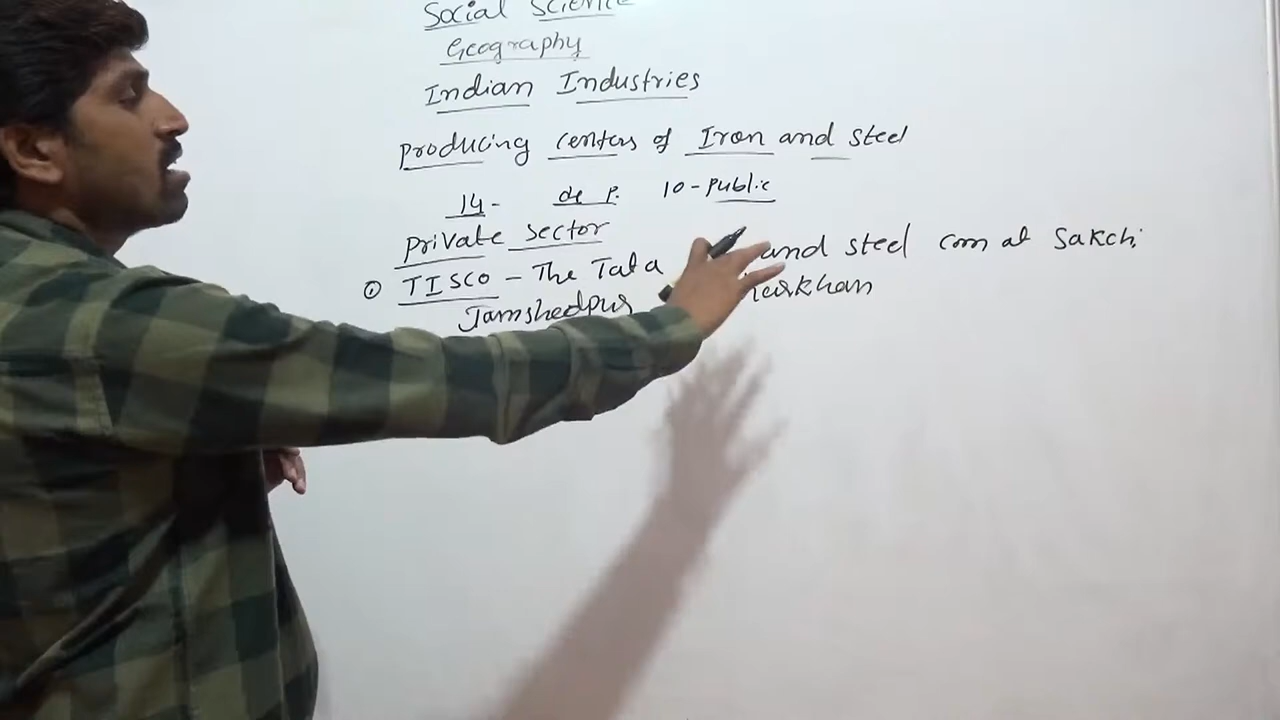 Social Science
Geography
Indian Industries
Producing centers of Iron and steel
14- de p. 10-Public
Private Sector
① TISCO - The Tata and steel com at Sakchi
Jamshedpur